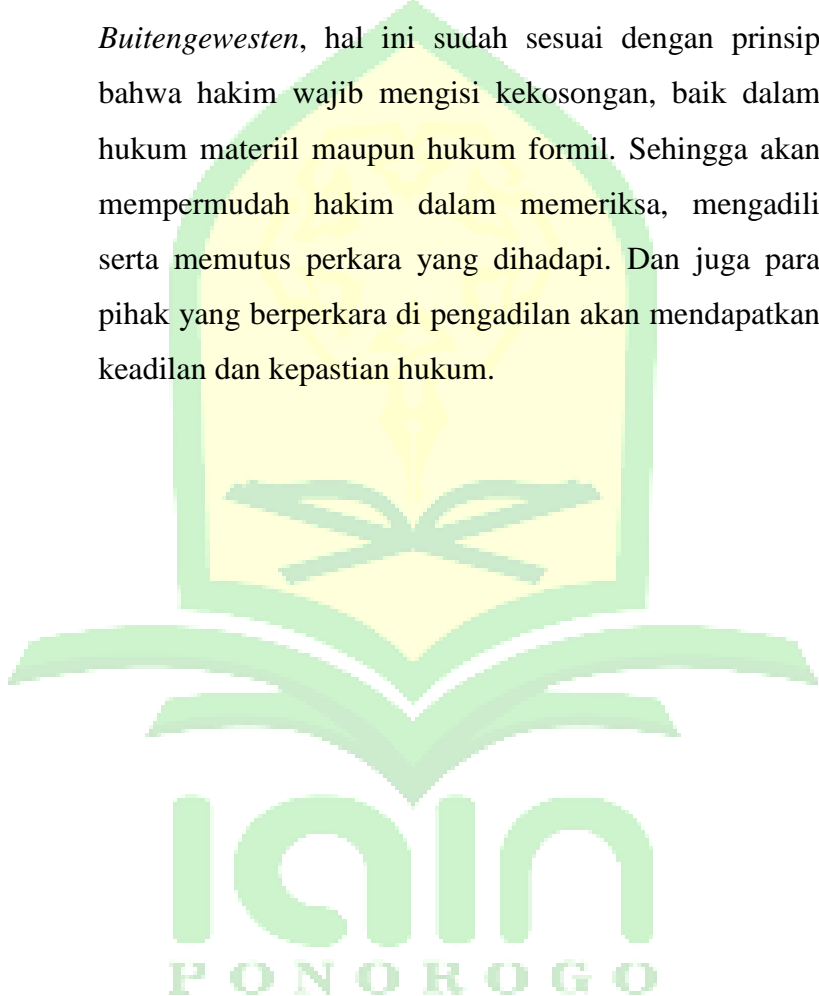 Buitengewesten, hal ini sudah sesuai dengan prinsip
bahwa hakim wajib mengisi kekosongan, baik dalam
hukum materiil maupun hukum formil. Sehingga akan
mempermudah hakim dalam memeriksa, mengadili
serta memutus perkara yang dihadapi. Dan juga para
pihak yang berperkara di pengadilan akan mendapatkan
keadilan dan kepastian hukum.
iain
PONOROGO